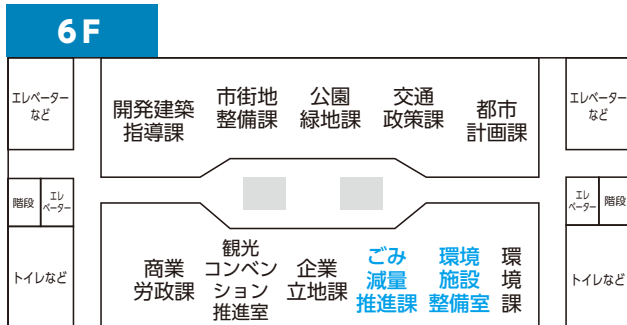 6F
エレベーター
など
開発建築
指導課
市街地
整備課
公園
緑地課
交通
政策課
都市
計画課
エレベーター
など
階段
エレ
ベーター
エレ
ベーター
階段
トイレなど
商業
労政課
観光
コンベン
ション
推進室
企業
立地課
ごみ
減量
推進課
環境
施設
整備室
環
境
課
トイレなど